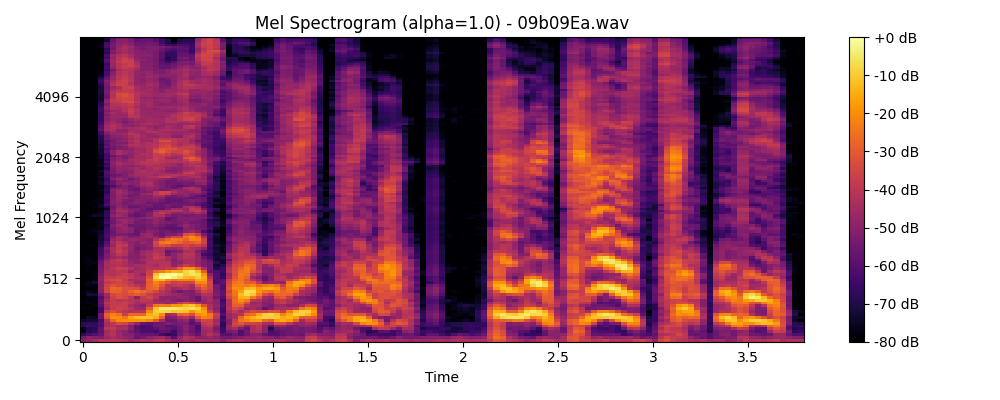 Mel Spectrogram (alpha=1.0) - 09b09Ea.wav
Mel Frequency
4096
2048
1024
512
0
0 0.5 1 1.5 2 2.5 3 3.5
Time
+0 dB
-10 dB
-20 dB
-30 dB
-40 dB
-50 dB
-60 dB
-70 dB
-80 dB